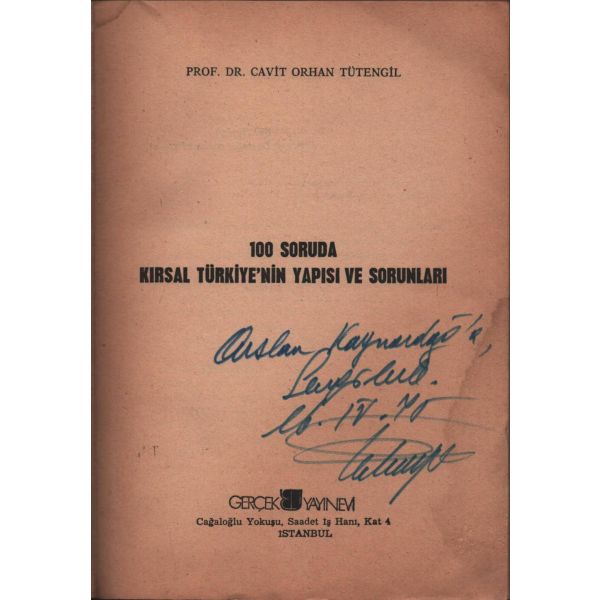 PROF. DR. CAVİT ORHAN TÜTENGİL
100 SORUDA
KIRSAL TÜRKİYE'NİN YAPISI VE SORUNLARI
Arslan Kaynardağ'a,
Sevgilerle.
16.IV.75
GERÇEK YAYINEVİ
Cağaloğlu Yokuşu, Saadet İş Hanı, Kat 4
İSTANBUL